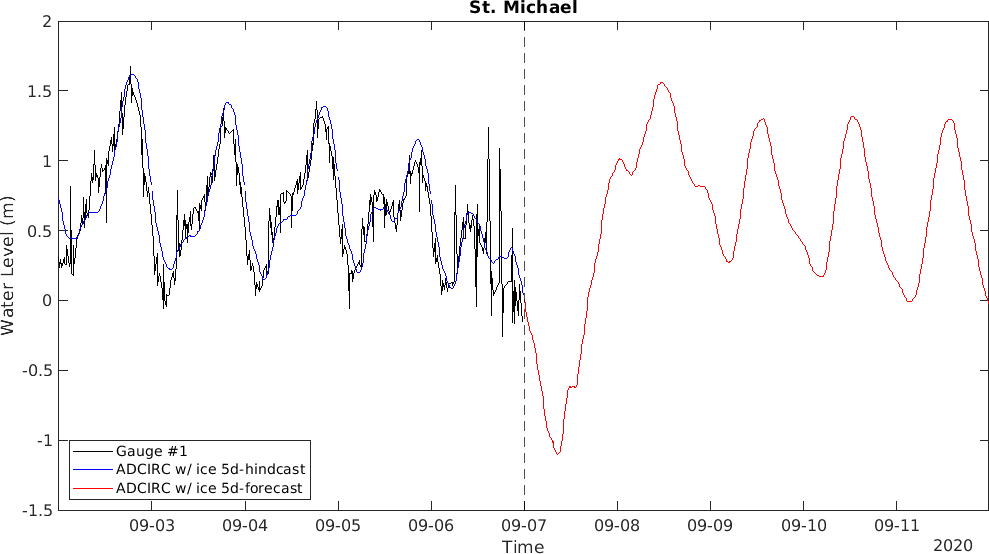 St. Michael
2
1.5
1
0.5
0
-0.5
-1
-1.5
Water Level (m)
Gauge #1
ADCIRC w/ ice 5d-hindcast
ADCIRC w/ ice 5d-forecast
09-03 09-04 09-05 09-06 09-07 09-08 09-09 09-10 09-11
Time
2020